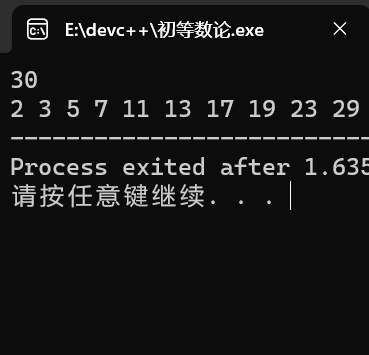 E:\devc++\初等数论.exe
30
2 3 5 7 11 13 17 19 23 29
--------------------------
Process exited after 1.635
请按任意键继续. . .